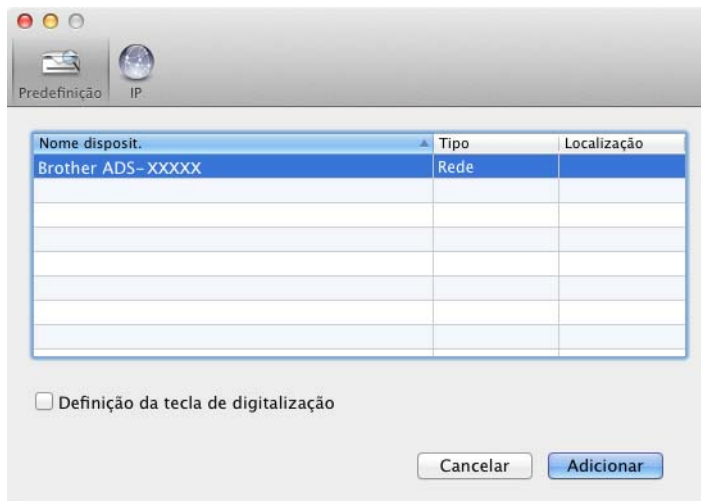 Predefinição IP
Nome disposit. Tipo Localização
Brother ADS-XXXXX Rede
Definição da tecla de digitalização
Cancelar Adicionar